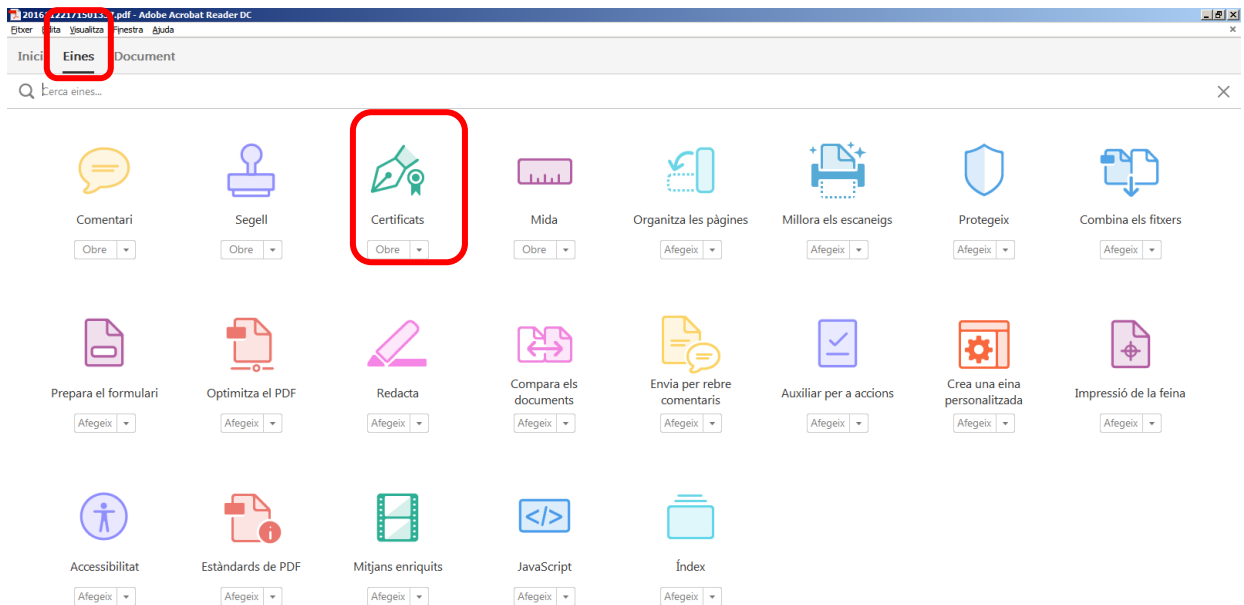 .pdf - Adobe Acrobat Reader DC
Fitxer Edita Visualitza Finestra Ajuda
Inici Eines Document
Cerca eines...
Comentari Segell Certificats Mida Organitza les pàgines Millora els escaneigs Protegeix Combina els fitxers
Obre Obre Obre Obre Afegeix Afegeix Afegeix Afegeix
Prepara el formulari Optimitza el PDF Redacta Compara els documents Envia per rebre comentaris Auxiliar per a accions Crea una eina personalitzada Impressió de la feina
Afegeix Afegeix Afegeix Afegeix Afegeix Afegeix Afegeix Afegeix
Accessibilitat Estàndards de PDF Mitjans enriquits JavaScript Índex
Afegeix Afegeix Afegeix Afegeix Afegeix